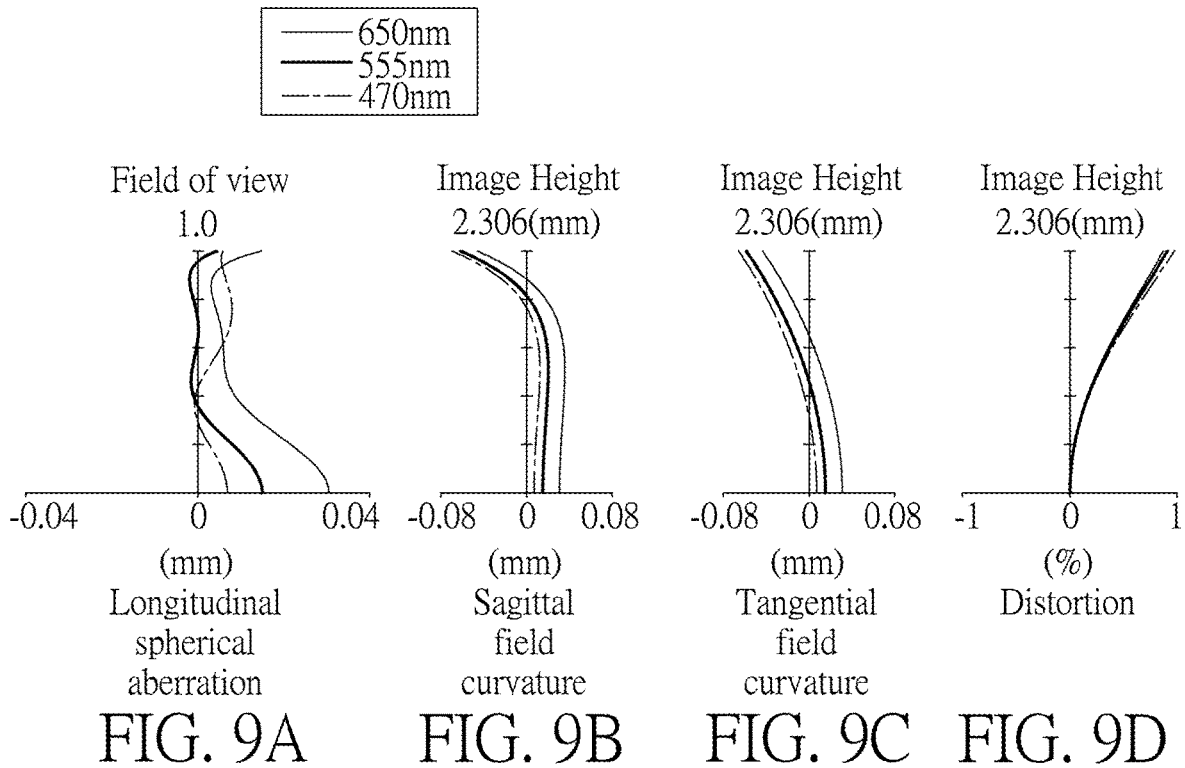 650nm
555nm
470nm
Field of view
1.0
Image Height
2.306(mm)
Image Height
2.306(mm)
Image Height
2.306(mm)
-0.04 0 0.04
-0.08 0 0.08
-0.08 0 0.08
-1 0 1
(mm)
Longitudinal
spherical
aberration
(mm)
Sagittal
field
curvature
(mm)
Tangential
field
curvature
(%)
Distortion
FIG. 9A
FIG. 9B
FIG. 9C
FIG. 9D